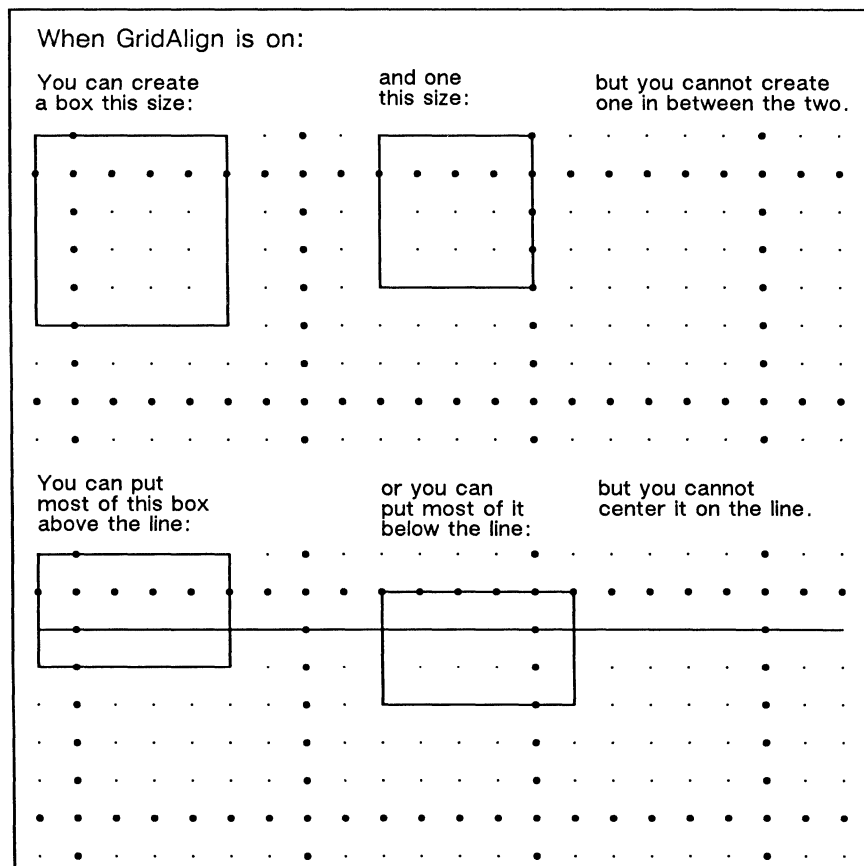 When GridAlign is on:
You can create
a box this size:
and one
this size:
but you cannot create
one in between the two.
You can put
most of this box
above the line:
or you can
put most of it
below the line:
but you cannot
center it on the line.